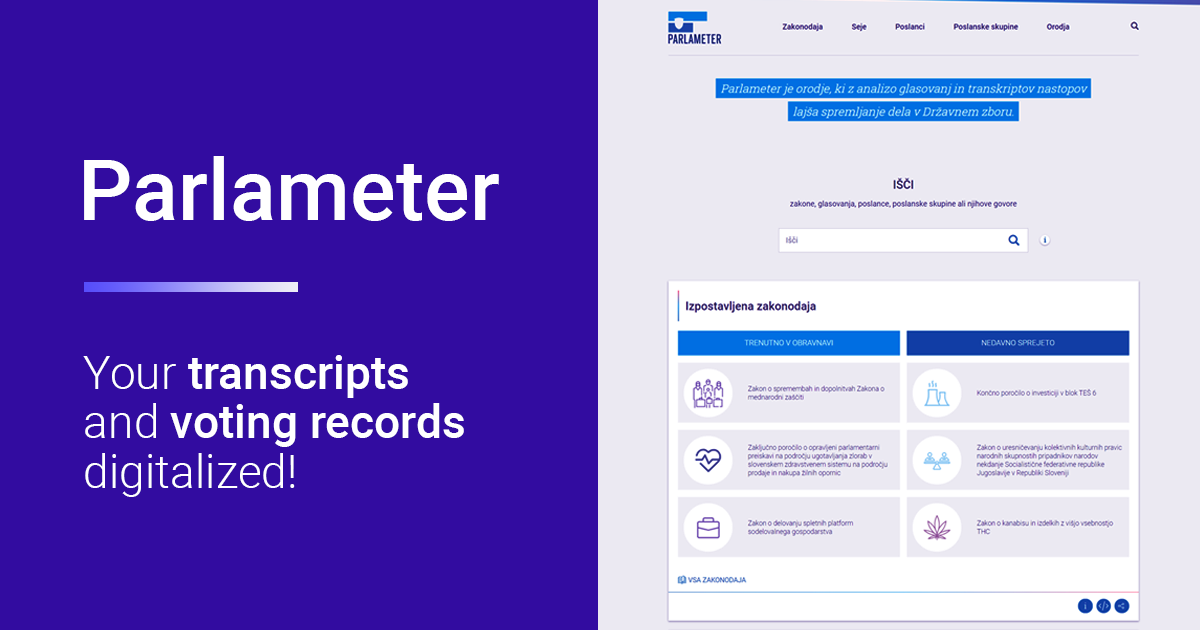 Parlameter
Your transcripts
and voting records
digitalized!
PARLAMETER
Zakonodaja Seje Poslanci Poslanske skupine Orodja
Parlameter je orodje, ki z analizo glasovanj in transkriptov nastopov
lajša spremljanje dela v Državnem zboru.
IŠČI
zakone, glasovanja, poslance, poslanske skupine ali njihove govore
Išči
i
Izpostavljena zakonodaja
TRENUTNO V OBRAVNAVI
Zakon o spremembah in dopolnitvah Zakona o
mednarodni zaščiti
Zaključno poročilo o opravljeni parlamentarni
preiskavi na področju ugotavljanja zlorab v
slovenskem zdravstvenem sistemu na področju
prodaje in nakupa žilnih opornic
Zakon o delovanju spletnih platform
sodelovalnega gospodarstva
NEDAVNO SPREJETO
Končno poročilo o investiciji v blok TEŠ 6
Zakon o uresničevanju kolektivnih kulturnih pravic
narodnih skupnostih pripadnikov narodov
nekdanje Socialistične federativne republike
Jugoslavije v Republiki Sloveniji
Zakon o kanabisu in izdelkih z višjo vsebnostjo
THC
VSA ZAKONODAJA
i </>